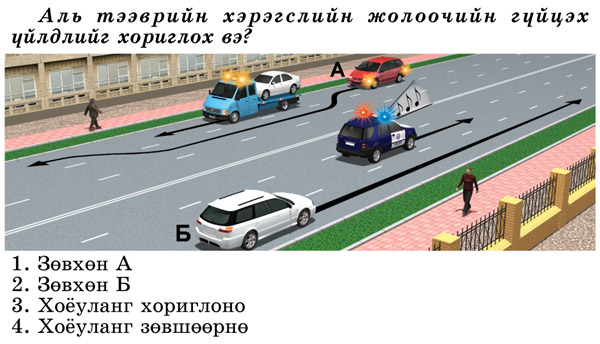 Аль тээврийн хэрэгслийн жолоочийн гүйцэх
үйлдлийг хориглох вэ?
А
Б
1. Зөвхөн А
2. Зөвхөн Б
3. Хоёуланг хориглоно
4. Хоёуланг зөвшөөрнө